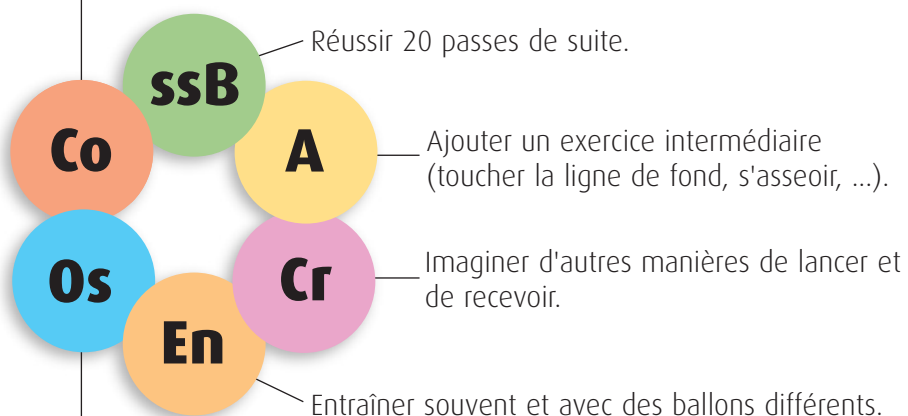 ssB
Réussir 20 passes de suite.
Co
A
Ajouter un exercice intermédiaire
(toucher la ligne de fond, s'asseoir, ...).
Os
Cr
Imaginer d'autres manières de lancer et
de recevoir.
En
Entraîner souvent et avec des ballons différents.